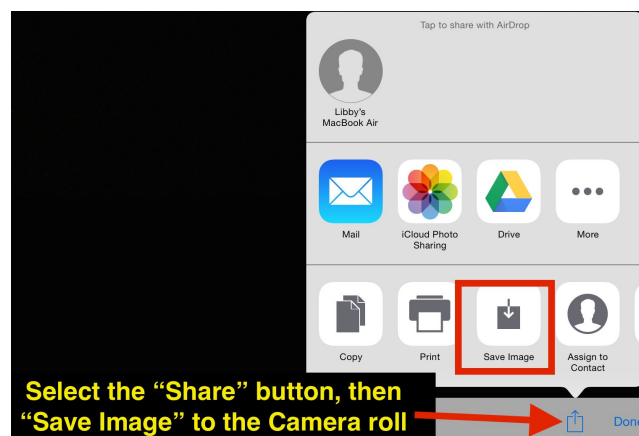 Tap to share with AirDrop
Libby's
MacBook Air
Mail
iCloud Photo
Sharing
Drive
More
Copy
Print
Save Image
Assign to
Contact
Select the “Share” button, then
“Save Image” to the Camera roll